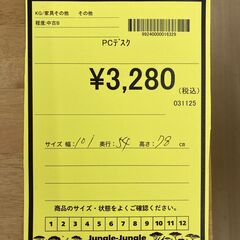 KG/家具その他　その他
程度:中古B
8924000016329
PCデスク
¥3,280
(税込)
031125
サイズ 幅: 101 奥行: 54 高さ: 78 cm
商品のサイズをよくご確認ください。
1 2 3 4 5 6 7 8 9 10 11 12
Jungle-Jungle